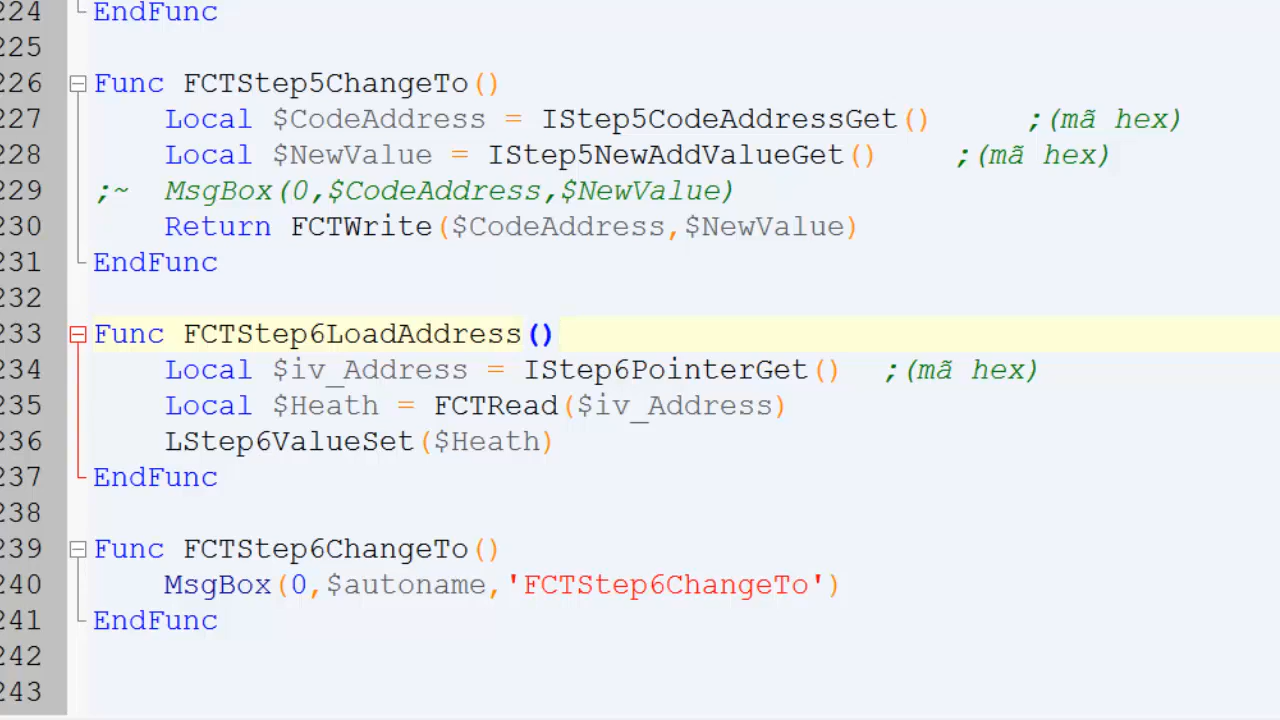 224 EndFunc
225
226 Func FCTStep5ChangeTo()
227 Local $CodeAddress = IStep5CodeAddressGet() ;(mã hex)
228 Local $NewValue = IStep5NewAddValueGet() ;(mã hex)
229 ;~ MsgBox(0,$CodeAddress,$NewValue)
230 Return FCTWrite($CodeAddress,$NewValue)
231 EndFunc
232
233 Func FCTStep6LoadAddress()
234 Local $iv_Address = IStep6PointerGet() ;(mã hex)
235 Local $Heath = FCTRead($iv_Address)
236 LStep6ValueSet($Heath)
237 EndFunc
238
239 Func FCTStep6ChangeTo()
240 MsgBox(0,$autoname,'FCTStep6ChangeTo')
241 EndFunc
242
243